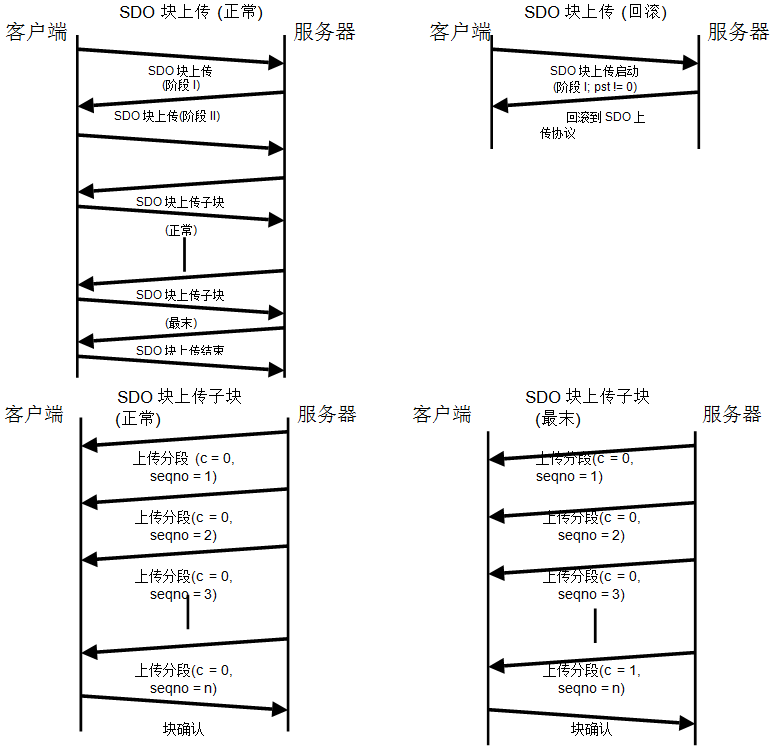 SDO 块上传 (正常)
客户端
服务器
SDO 块上传
(阶段 I)
SDO 块上传(阶段 II)
SDO 块上传子块
(正常)
SDO 块上传子块
(最末)
SDO 块上传结束
SDO 块上传 (回滚)
客户端
服务器
SDO 块上传启动
(阶段 I; pst != 0)
回滚到 SDO 上
传协议
SDO 块上传子块
(正常)
客户端
服务器
上传分段 (c = 0,
seqno = 1)
上传分段(c = 0,
seqno = 2)
上传分段(c = 0,
seqno = 3)
上传分段(c = 0,
seqno = n)
块确认
SDO 块上传子块
(最末)
客户端
服务器
上传分段(c = 0,
seqno = 1)
上传分段(c = 0,
seqno = 2)
上传分段(c = 0,
seqno = 3)
上传分段(c = 1,
seqno = n)
块确认